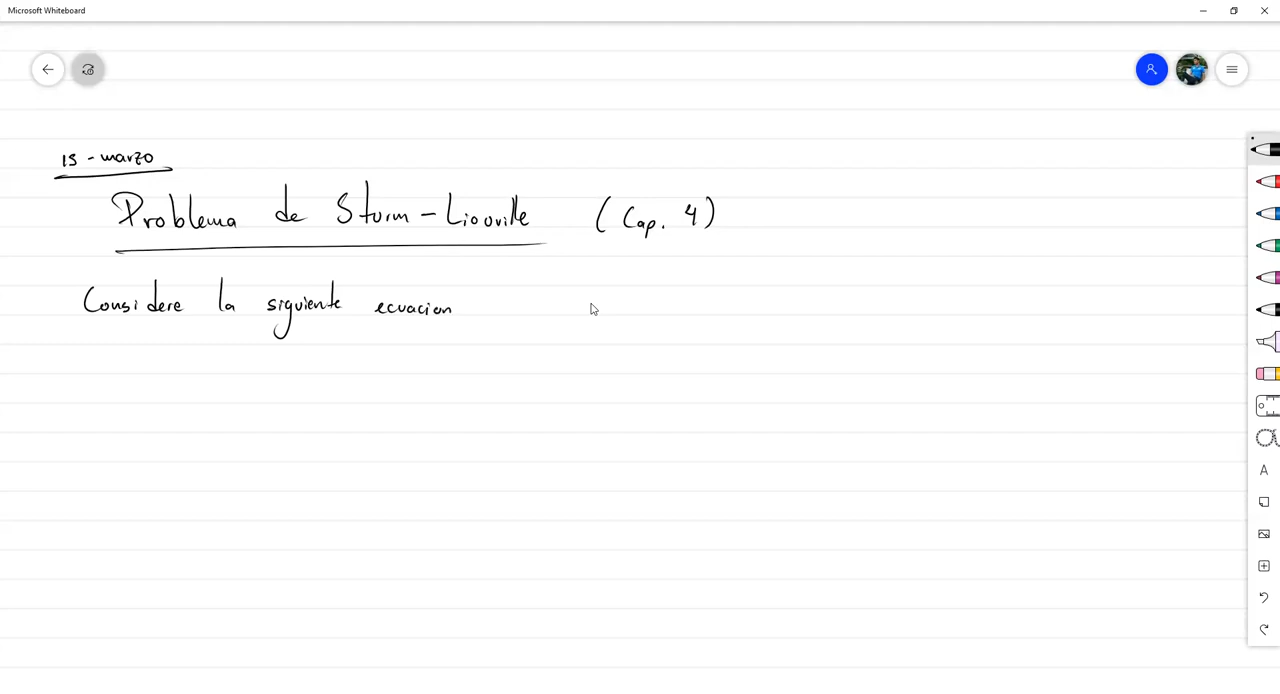 Microsoft Whiteboard
15 - marzo
Problema de Sturm - Liouville (Cap. 4)
Considere la siguiente ecuacion
A